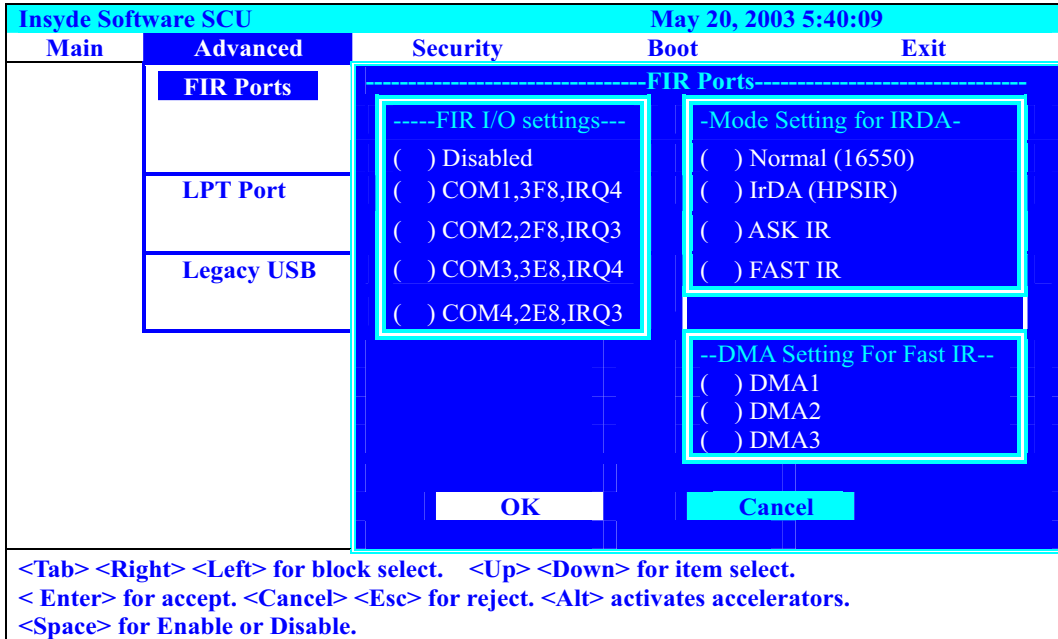 Insyde Software SCU May 20, 2003 5:40:09
Main Advanced Security Boot Exit
FIR Ports
LPT Port
Legacy USB
---------------------------------FIR Ports--------------------------------
-----FIR I/O settings---
( ) Disabled
( ) COM1,3F8,IRQ4
( ) COM2,2F8,IRQ3
( ) COM3,3E8,IRQ4
( ) COM4,2E8,IRQ3
-Mode Setting for IRDA-
( ) Normal (16550)
( ) IrDA (HPSIR)
( ) ASK IR
( ) FAST IR
--DMA Setting For Fast IR--
( ) DMA1
( ) DMA2
( ) DMA3
OK Cancel
<Tab> <Right> <Left> for block select. <Up> <Down> for item select.
< Enter> for accept. <Cancel> <Esc> for reject. <Alt> activates accelerators.
<Space> for Enable or Disable.